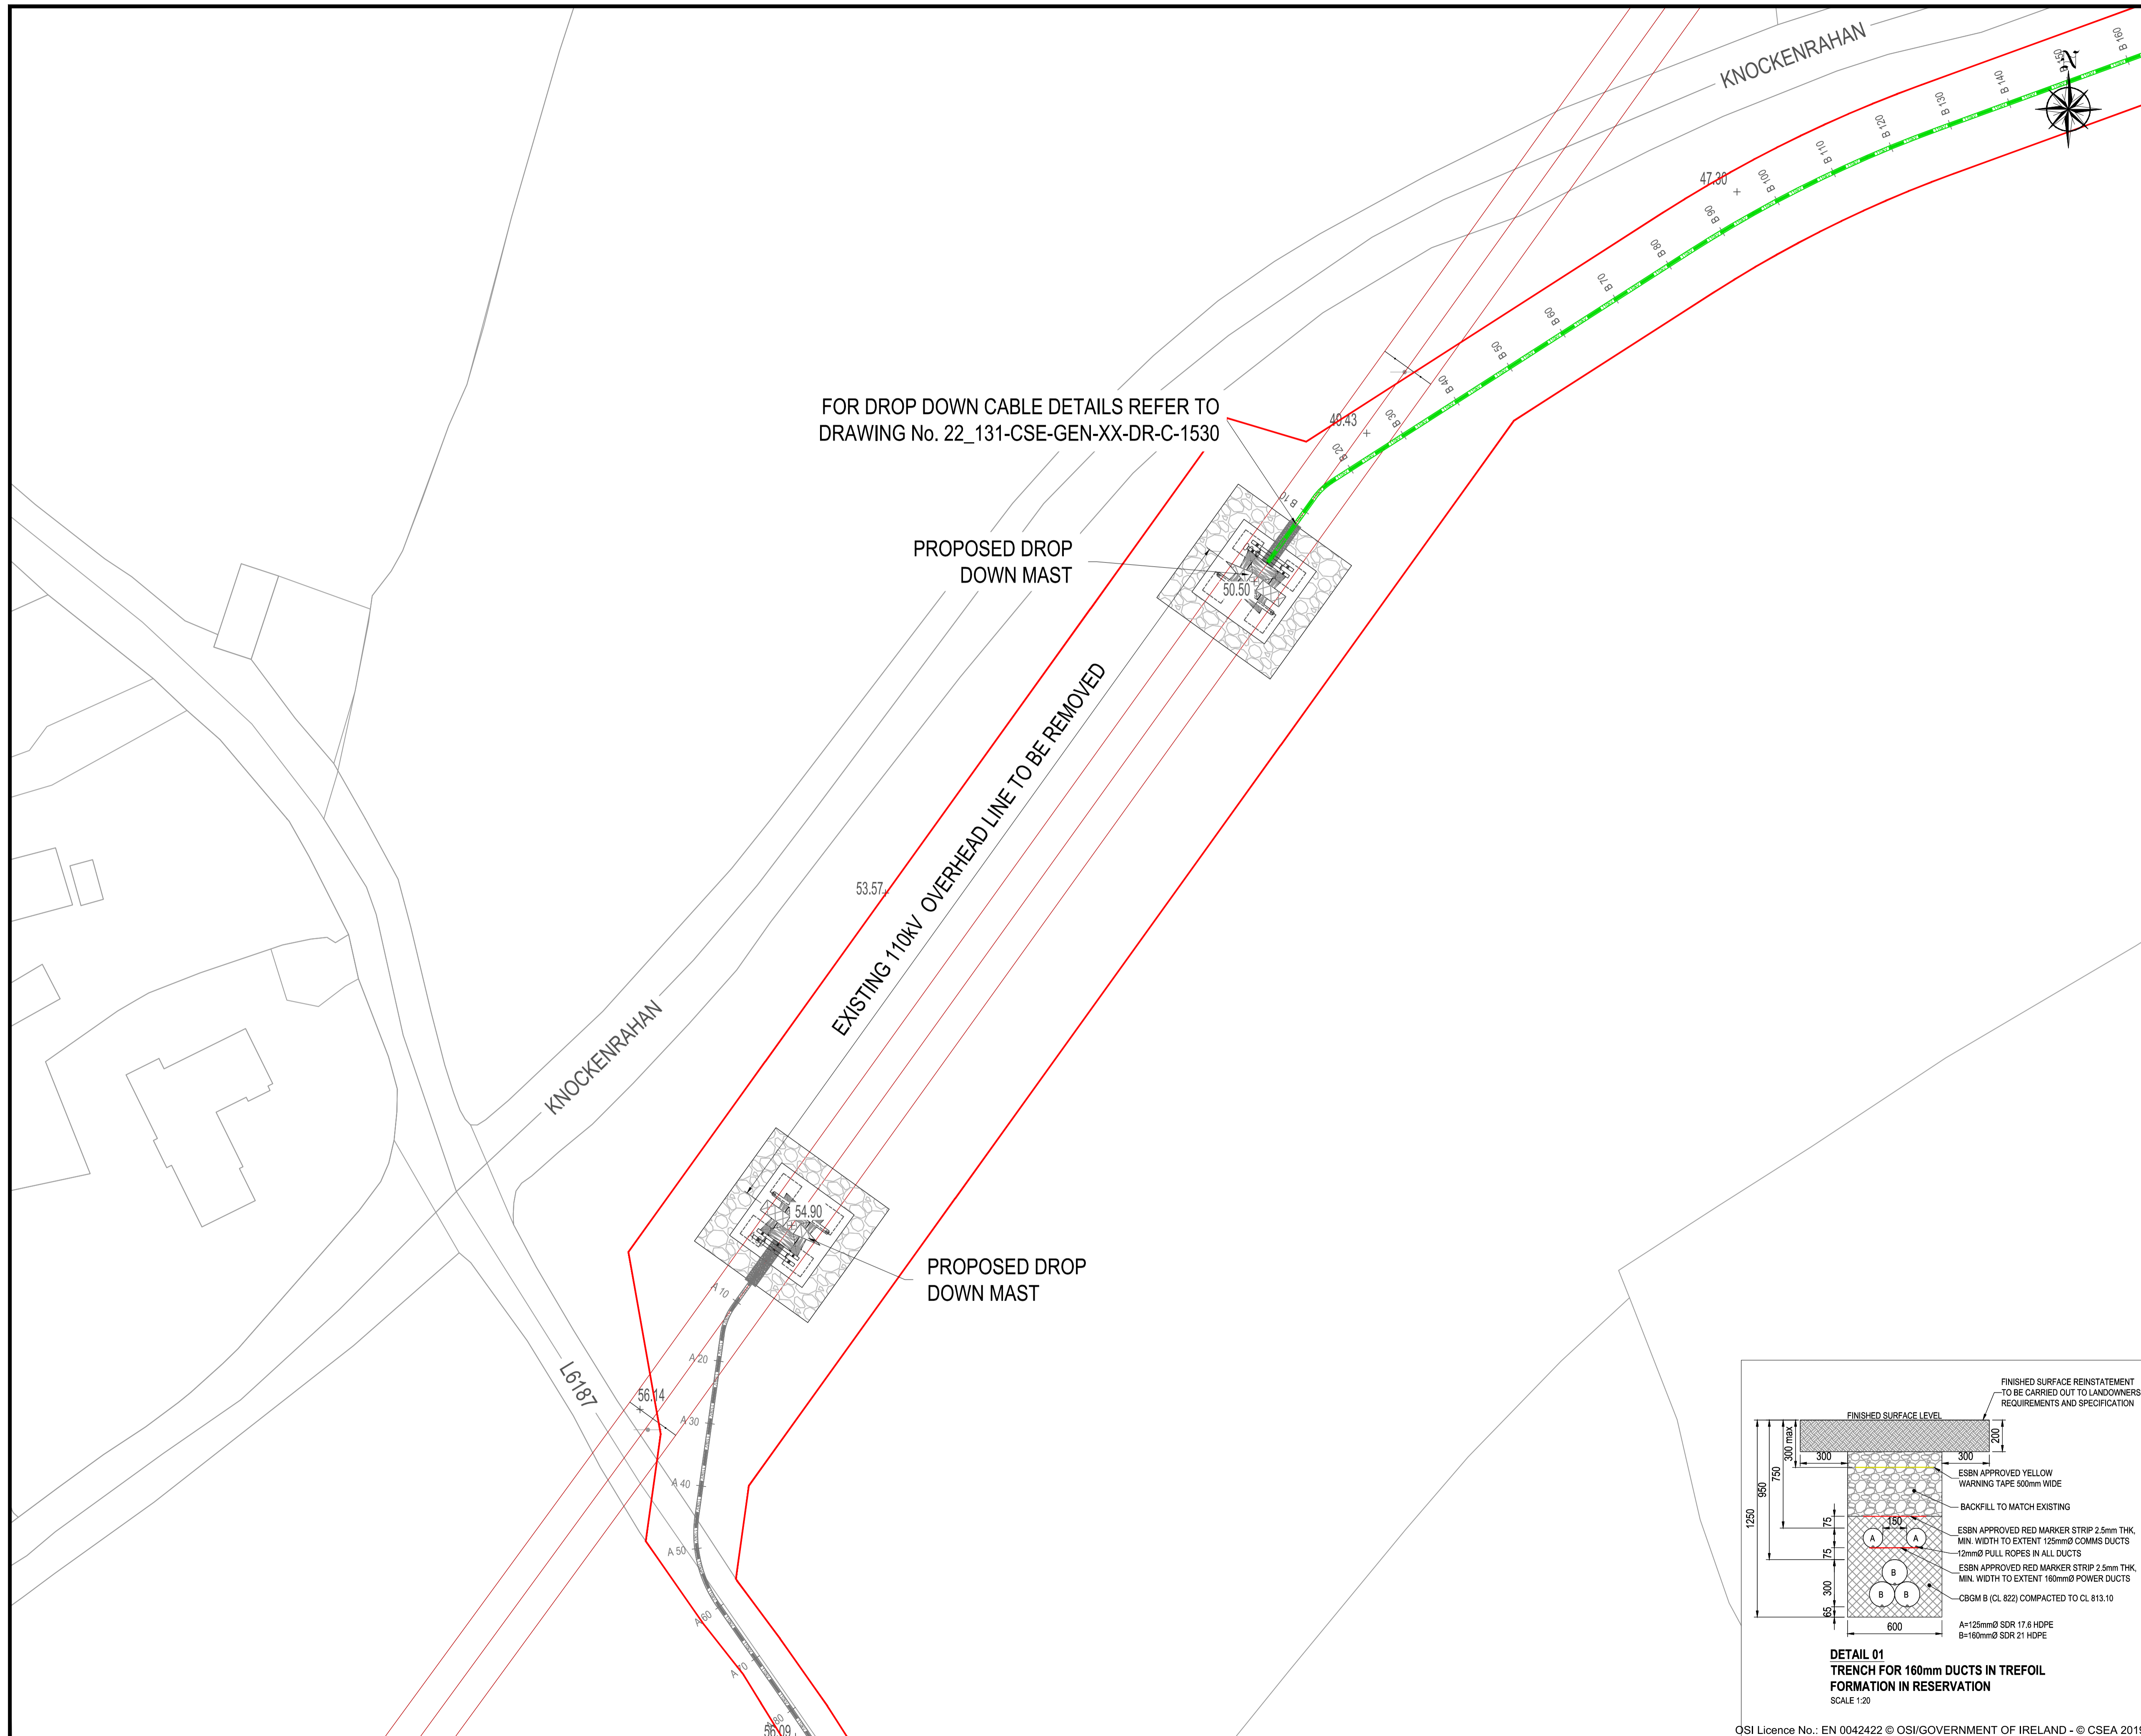 KNOCKENRAHAN
N
B 160
B 150
B 140
B 130
B 120
B 110
B 100
47.30
B 90
B 80
B 70
B 60
B 50
B 40
FOR DROP DOWN CABLE DETAILS REFER TO
DRAWING No. 22_131-CSE-GEN-XX-DR-C-1530
49.43
B 30
B 20
B 10
PROPOSED DROP
DOWN MAST
50.50
EXISTING 110kV OVERHEAD LINE TO BE REMOVED
53.57
KNOCKENRAHAN
54.90
PROPOSED DROP
DOWN MAST
A 10
A 20
L6187
56.14
A 30
A 40
A 50
A 60
A 70
56.09
FINISHED SURFACE REINSTATEMENT
TO BE CARRIED OUT TO LANDOWNERS
REQUIREMENTS AND SPECIFICATION
FINISHED SURFACE LEVEL
200
300 max
300
300
750
950
1250
ESBN APPROVED YELLOW
WARNING TAPE 500mm WIDE
BACKFILL TO MATCH EXISTING
75
150
ESBN APPROVED RED MARKER STRIP 2.5mm THK,
MIN. WIDTH TO EXTENT 125mmØ COMMS DUCTS
A
A
12mmØ PULL ROPES IN ALL DUCTS
75
ESBN APPROVED RED MARKER STRIP 2.5mm THK,
MIN. WIDTH TO EXTENT 160mmØ POWER DUCTS
B
B
B
300
CBGM B (CL 822) COMPACTED TO CL 813.10
65
600
A=125mmØ SDR 17.6 HDPE
B=160mmØ SDR 21 HDPE
DETAIL 01
TRENCH FOR 160mm DUCTS IN TREFOIL
FORMATION IN RESERVATION
SCALE 1:20
OSI Licence No.: EN 0042422 © OSI/GOVERNMENT OF IRELAND - © CSEA 2019